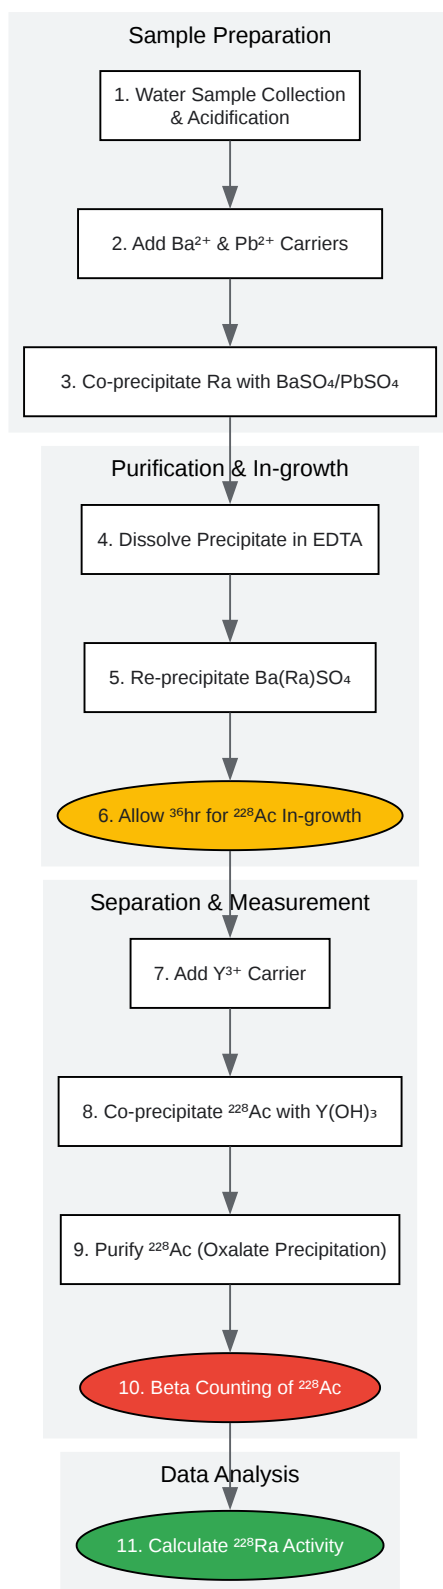 Sample Preparation
1. Water Sample Collection
& Acidification
2. Add Ba²⁺ & Pb²⁺ Carriers
3. Co-precipitate Ra with BaSO₄/PbSO₄
Purification & In-growth
4. Dissolve Precipitate in EDTA
5. Re-precipitate Ba(Ra)SO₄
6. Allow ³⁶hr for ²²⁸Ac In-growth
Separation & Measurement
7. Add Y³⁺ Carrier
8. Co-precipitate ²²⁸Ac with Y(OH)₃
9. Purify ²²⁸Ac (Oxalate Precipitation)
10. Beta Counting of ²²⁸Ac
Data Analysis
11. Calculate ²²⁸Ra Activity